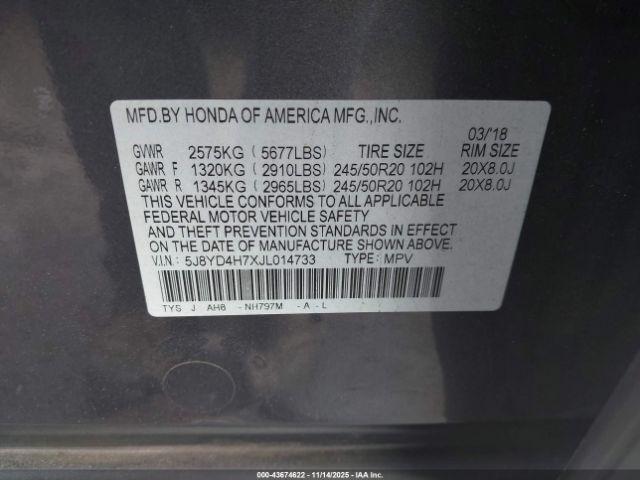 MFD.BY HONDA OF AMERICA MFG.,INC.
03/'18
GVWR 2575KG ( 5677LBS) TIRE SIZE RIM SIZE
GAWR F 1320KG ( 2910LBS) 245/50R20 102H 20X8.0J
GAWR R 1345KG ( 2965LBS) 245/50R20 102H 20X8.0J
THIS VEHICLE CONFORMS TO ALL APPLICABLE
FEDERAL MOTOR VEHICLE SAFETY
AND THEFT PREVENTION STANDARDS IN EFFECT
ON THE DATE OF MANUFACTURE SHOWN ABOVE.
V.I.N.: 5J8YD4H7XJL014733 TYPE: MPV
TYS J AH8 -NH797M -A-L
000-43674622 - 11/14/2025 - IAAI.COM